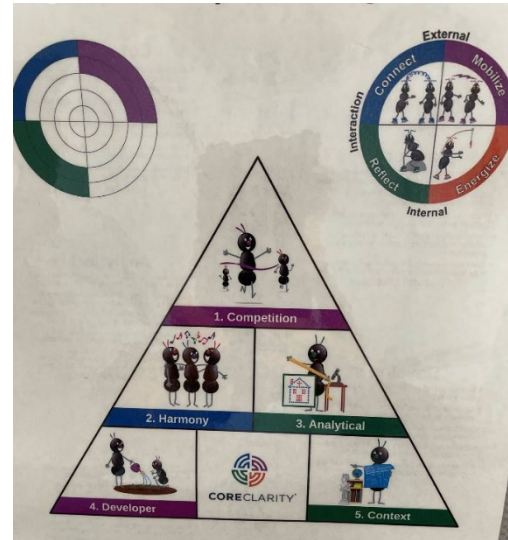 External
Connect
Mobilize
Interaction
Reflect
Energize
Internal
1. Competition
2. Harmony
3. Analytical
4. Developer
CORECLARITY
5. Context